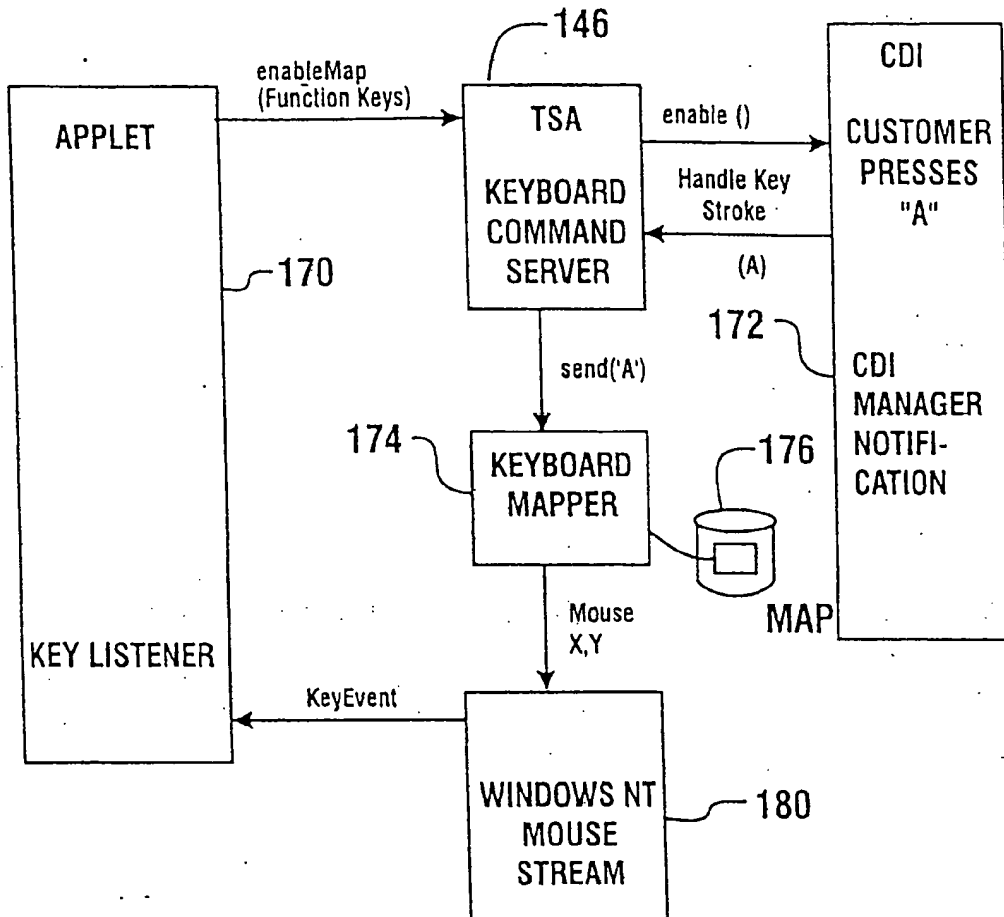 146
enableMap
(Function Keys)
APPLET
170
KEY LISTENER
TSA
KEYBOARD
COMMAND
SERVER
enable ()
Handle Key
Stroke
(A)
CDI
CUSTOMER
PRESSES
"A"
172
CDI
MANAGER
NOTIFI-
CATION
send('A')
174
KEYBOARD
MAPPER
176
MAP
Mouse
X,Y
KeyEvent
WINDOWS NT
MOUSE
STREAM
180